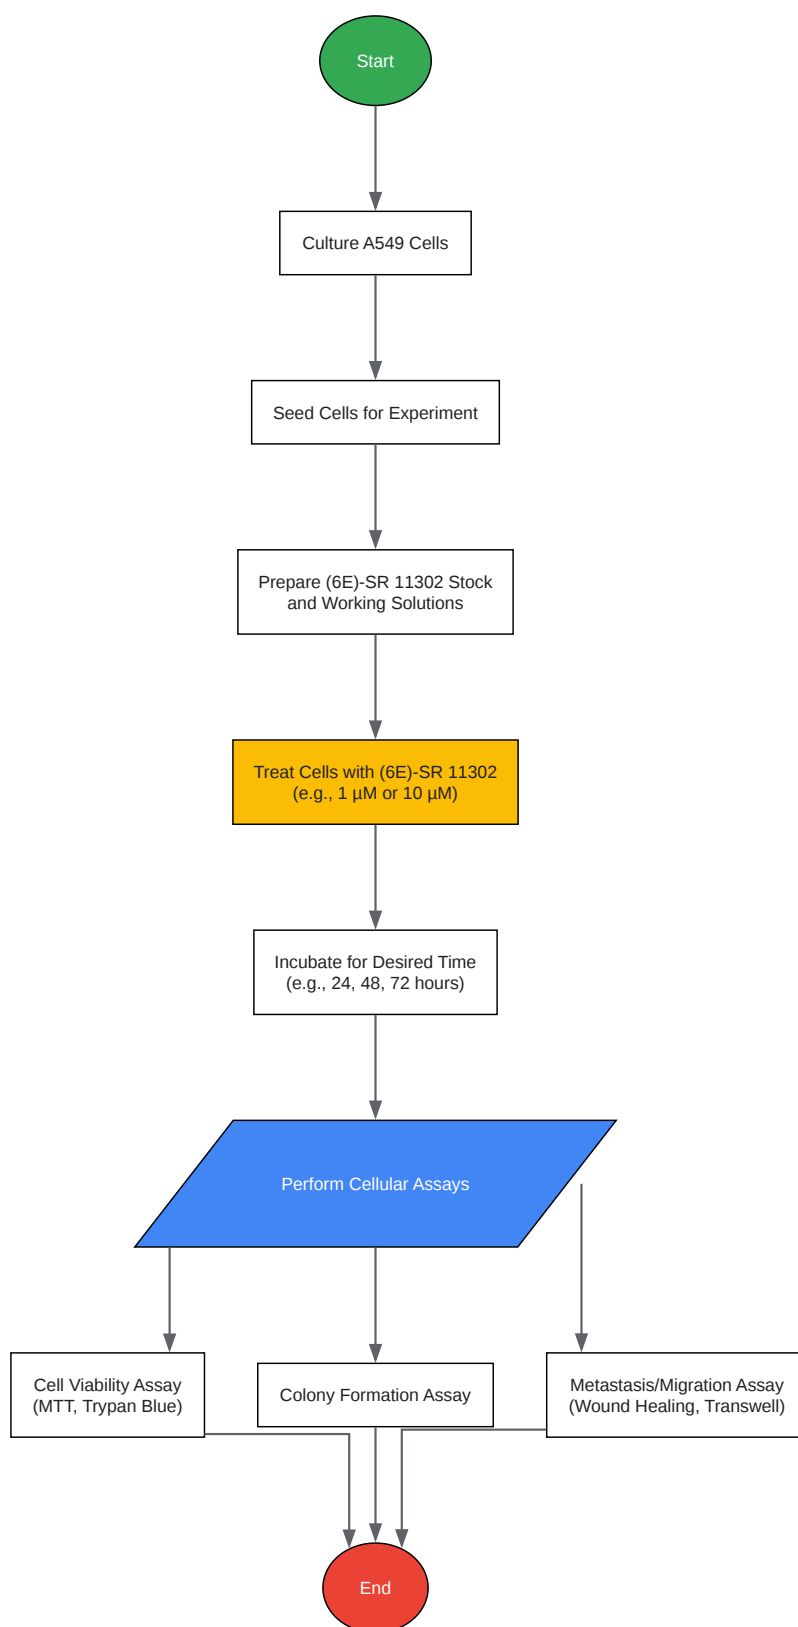 Start
Culture A549 Cells
Seed Cells for Experiment
Prepare (6E)-SR 11302 Stock
and Working Solutions
Treat Cells with (6E)-SR 11302
(e.g., 1 µM or 10 µM)
Incubate for Desired Time
(e.g., 24, 48, 72 hours)
Perform Cellular Assays
Cell Viability Assay
(MTT, Trypan Blue)
Colony Formation Assay
Metastasis/Migration Assay
(Wound Healing, Transwell)
End